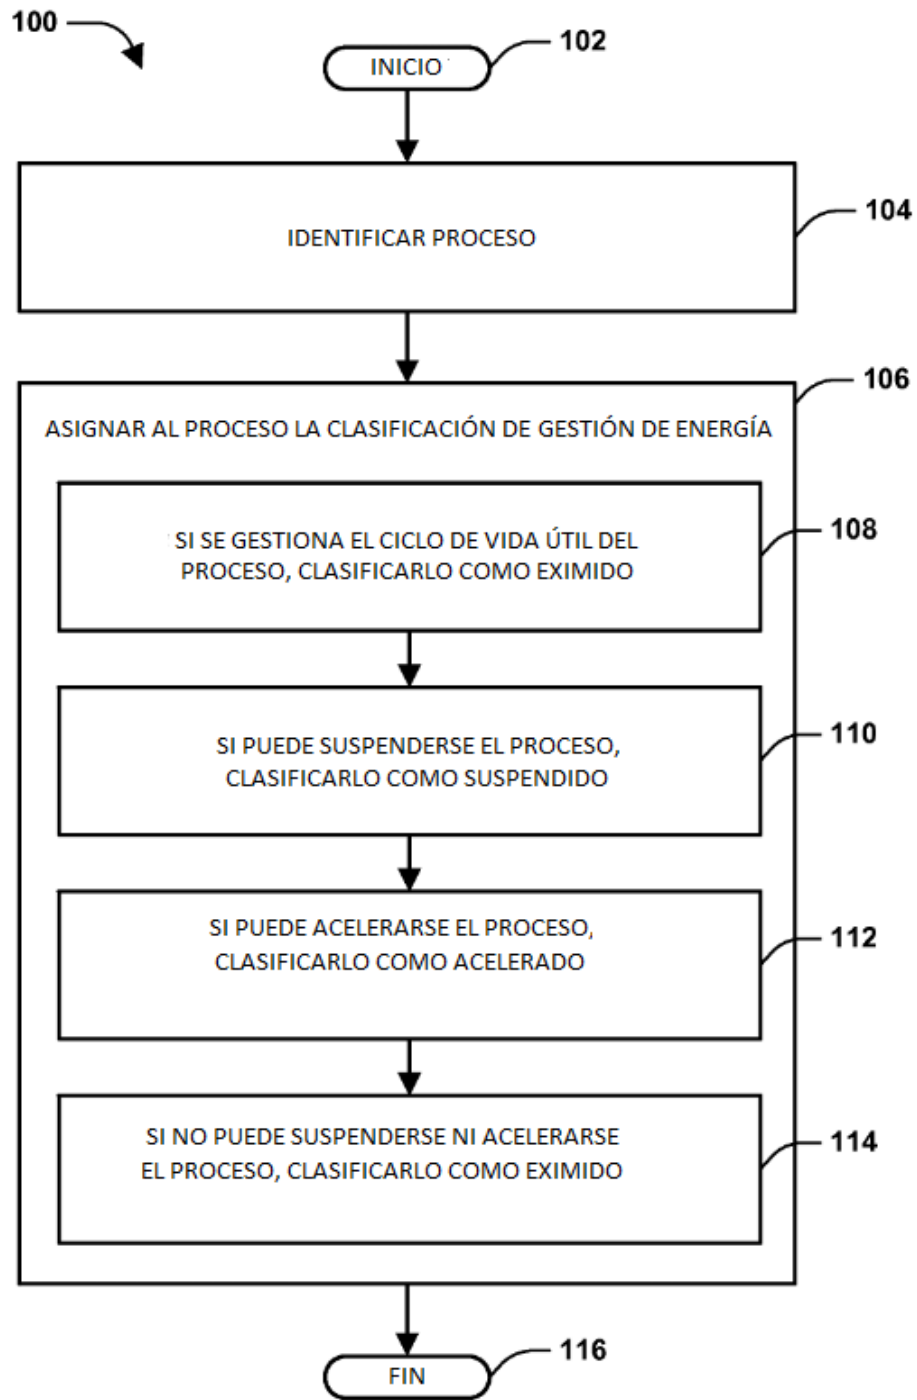 100
INICIO
102
IDENTIFICAR PROCESO
104
106
ASIGNAR AL PROCESO LA CLASIFICACIÓN DE GESTIÓN DE ENERGÍA
SI SE GESTIONA EL CICLO DE VIDA ÚTIL DEL
PROCESO, CLASIFICARLO COMO EXIMIDO
108
SI PUEDE SUSPENDERSE EL PROCESO,
CLASIFICARLO COMO SUSPENDIDO
110
SI PUEDE ACELERARSE EL PROCESO,
CLASIFICARLO COMO ACELERADO
112
SI NO PUEDE SUSPENDERSE NI ACELERARSE
EL PROCESO, CLASIFICARLO COMO EXIMIDO
114
FIN
116